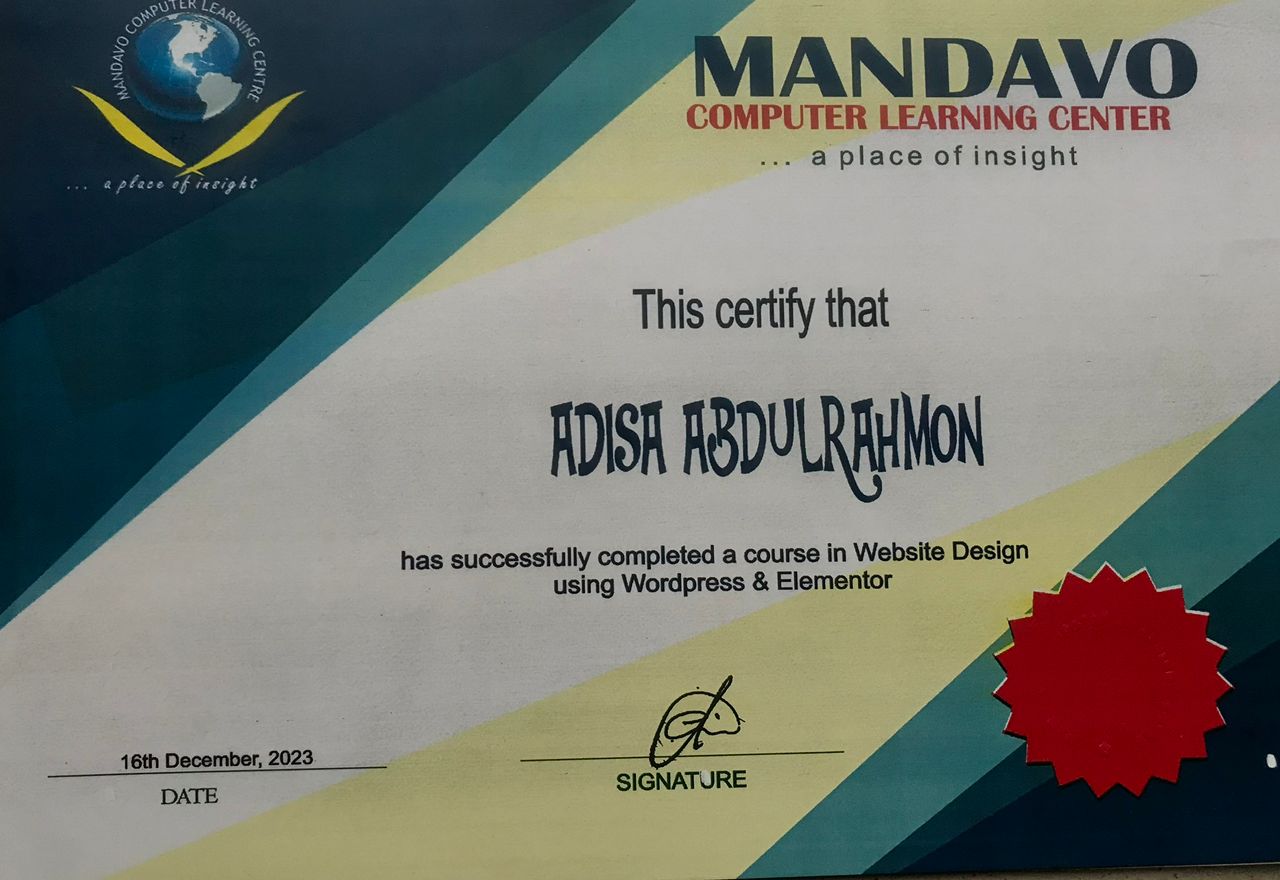 MANDAVO COMPUTER LEARNING CENTRE
... a place of insight
MANDAVO
COMPUTER LEARNING CENTER
... a place of insight
This certify that
ADISA ABDULRAHMON
has successfully completed a course in Website Design
using Wordpress & Elementor
16th December, 2023
DATE
SIGNATURE